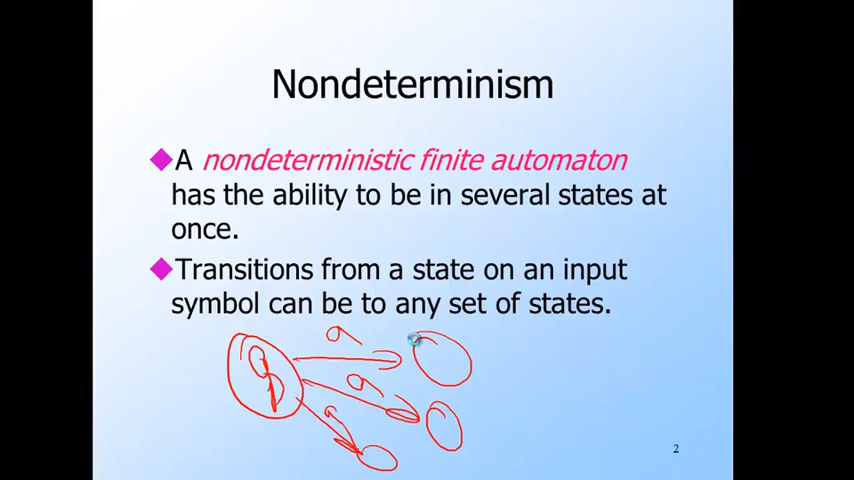 Nondeterminism
A nondeterministic finite automaton
has the ability to be in several states at
once.
Transitions from a state on an input
symbol can be to any set of states.
a
q
a
a
2